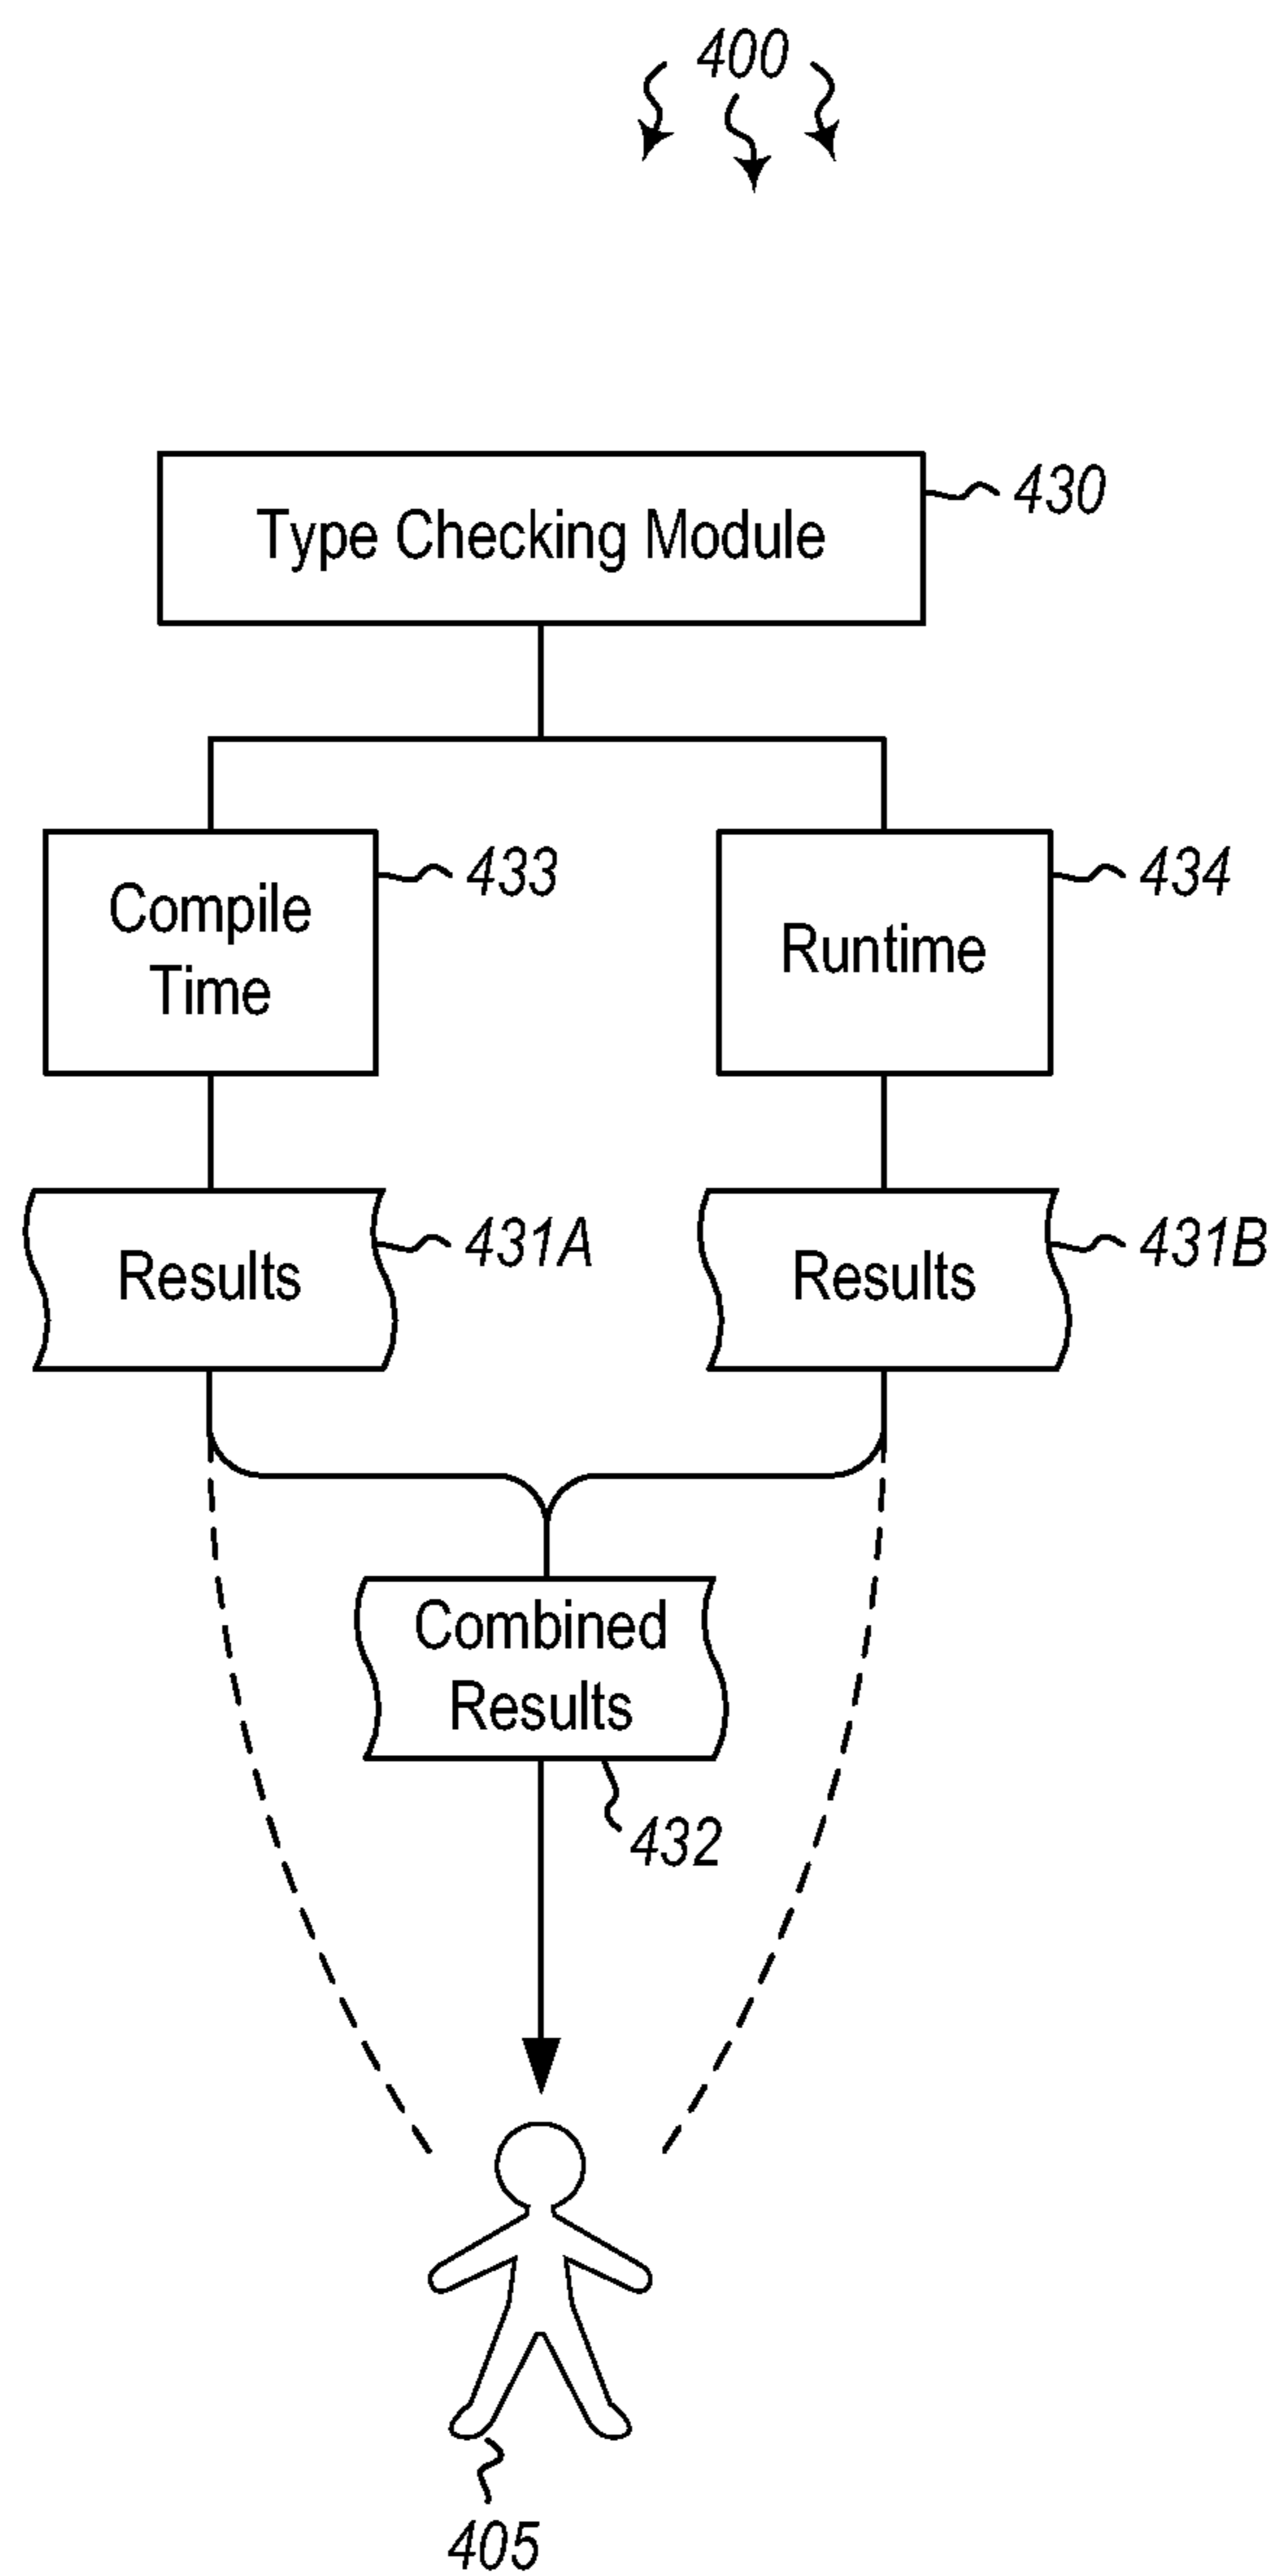 400
Type Checking Module
430
Compile
Time
433
Runtime
434
Results
431A
Results
431B
Combined
Results
432
405